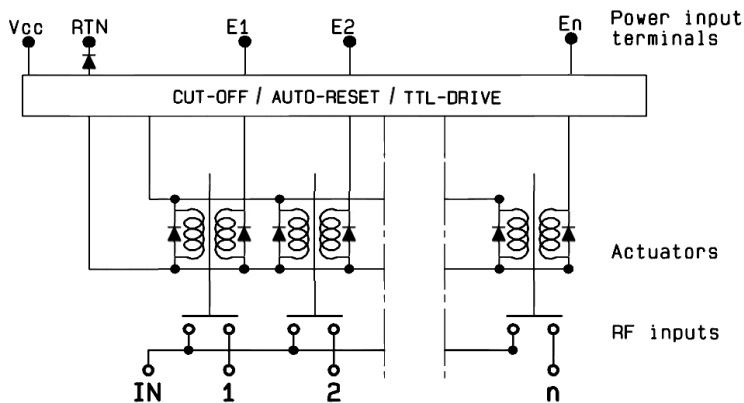 Vcc RTN E1 E2 En Power input
terminals
CUT-OFF / AUTO-RESET / TTL-DRIVE
Actuators
RF inputs
IN 1 2 n